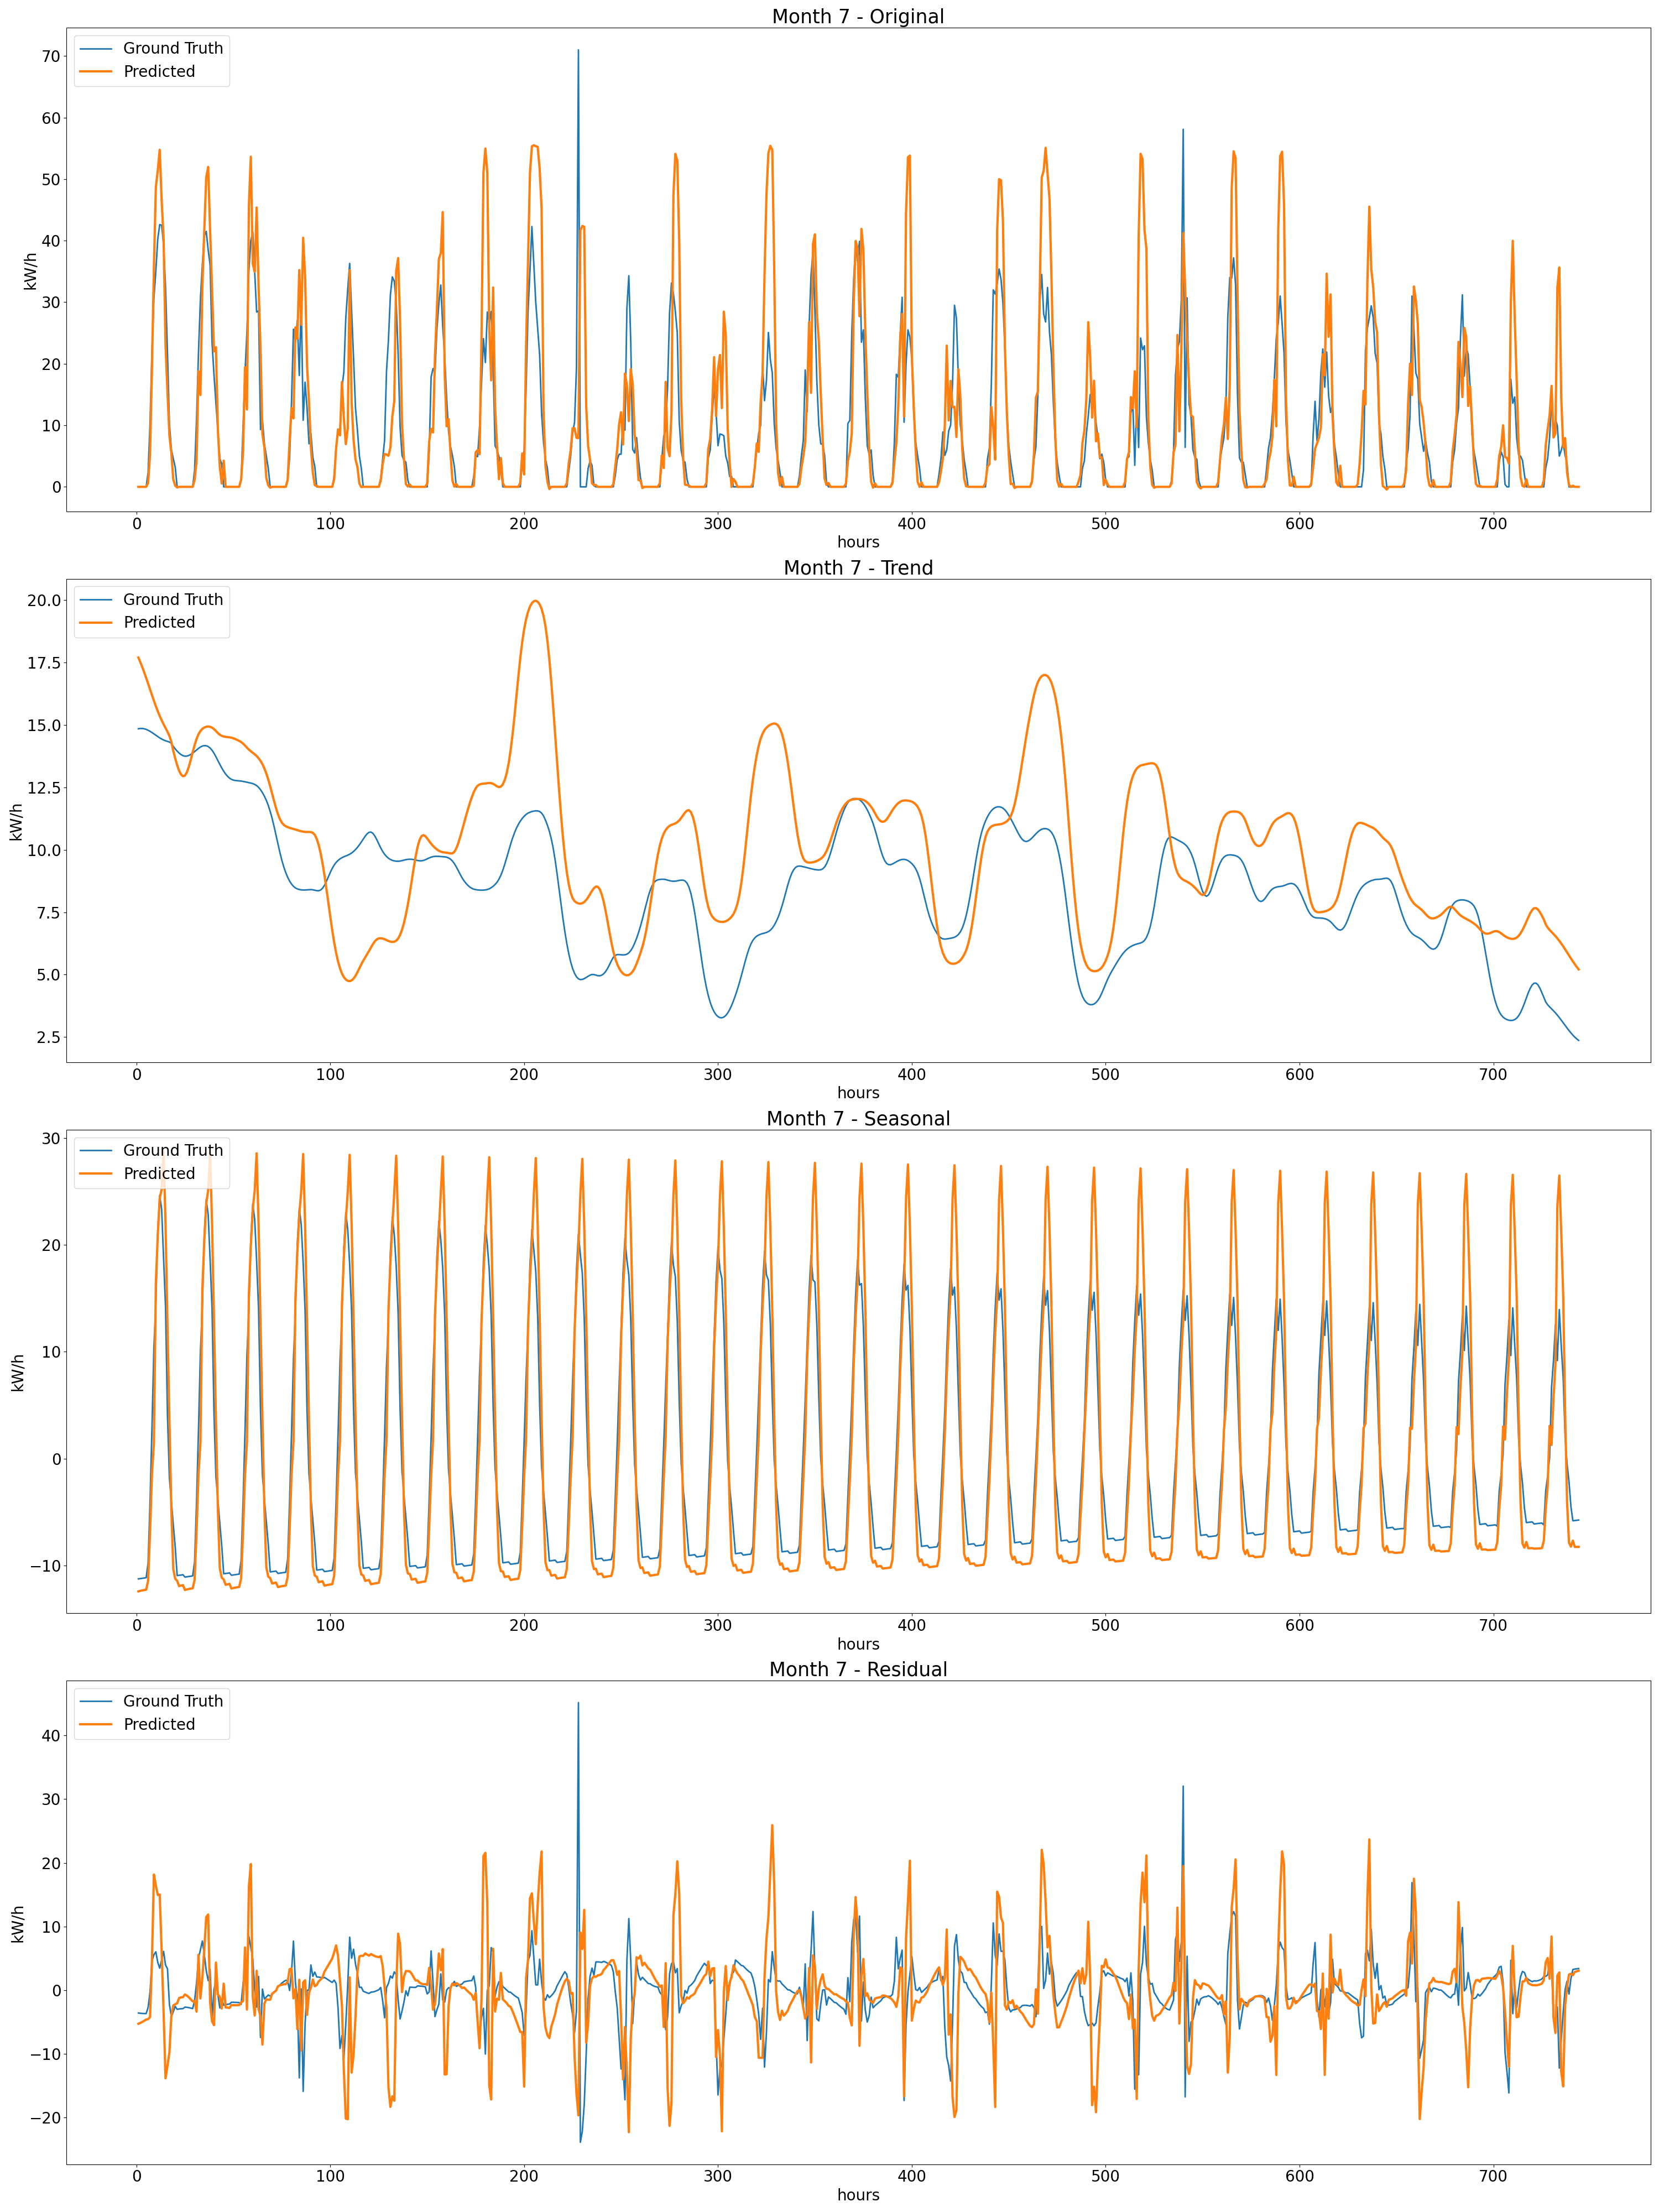 Month 7 - Original
Ground Truth
Predicted
kW/h
70
60
50
40
30
20
10
0
0 100 200 300 400 500 600 700
hours
Month 7 - Trend
Ground Truth
Predicted
kW/h
20.0
17.5
15.0
12.5
10.0
7.5
5.0
2.5
0 100 200 300 400 500 600 700
hours
Month 7 - Seasonal
Ground Truth
Predicted
kW/h
30
20
10
0
−10
0 100 200 300 400 500 600 700
hours
Month 7 - Residual
Ground Truth
Predicted
kW/h
40
30
20
10
0
−10
−20
0 100 200 300 400 500 600 700
hours